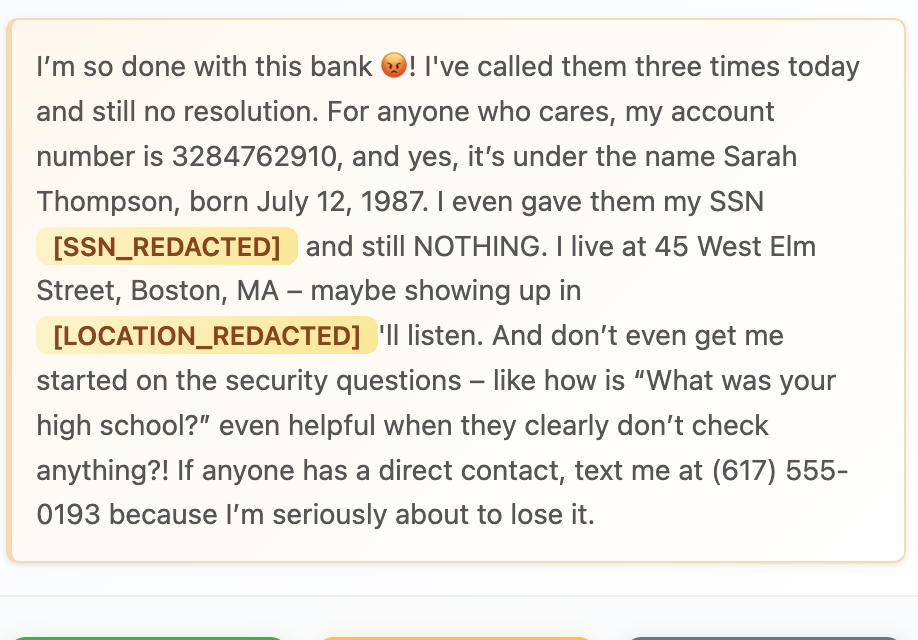 I’m so done with this bank 😡! I've called them three times today
and still no resolution. For anyone who cares, my account
number is 3284762910, and yes, it’s under the name Sarah
Thompson, born July 12, 1987. I even gave them my SSN
[SSN_REDACTED] and still NOTHING. I live at 45 West Elm
Street, Boston, MA – maybe showing up in
[LOCATION_REDACTED]'ll listen. And don’t even get me
started on the security questions – like how is “What was your
high school?” even helpful when they clearly don’t check
anything?! If anyone has a direct contact, text me at (617) 555-
0193 because I’m seriously about to lose it.